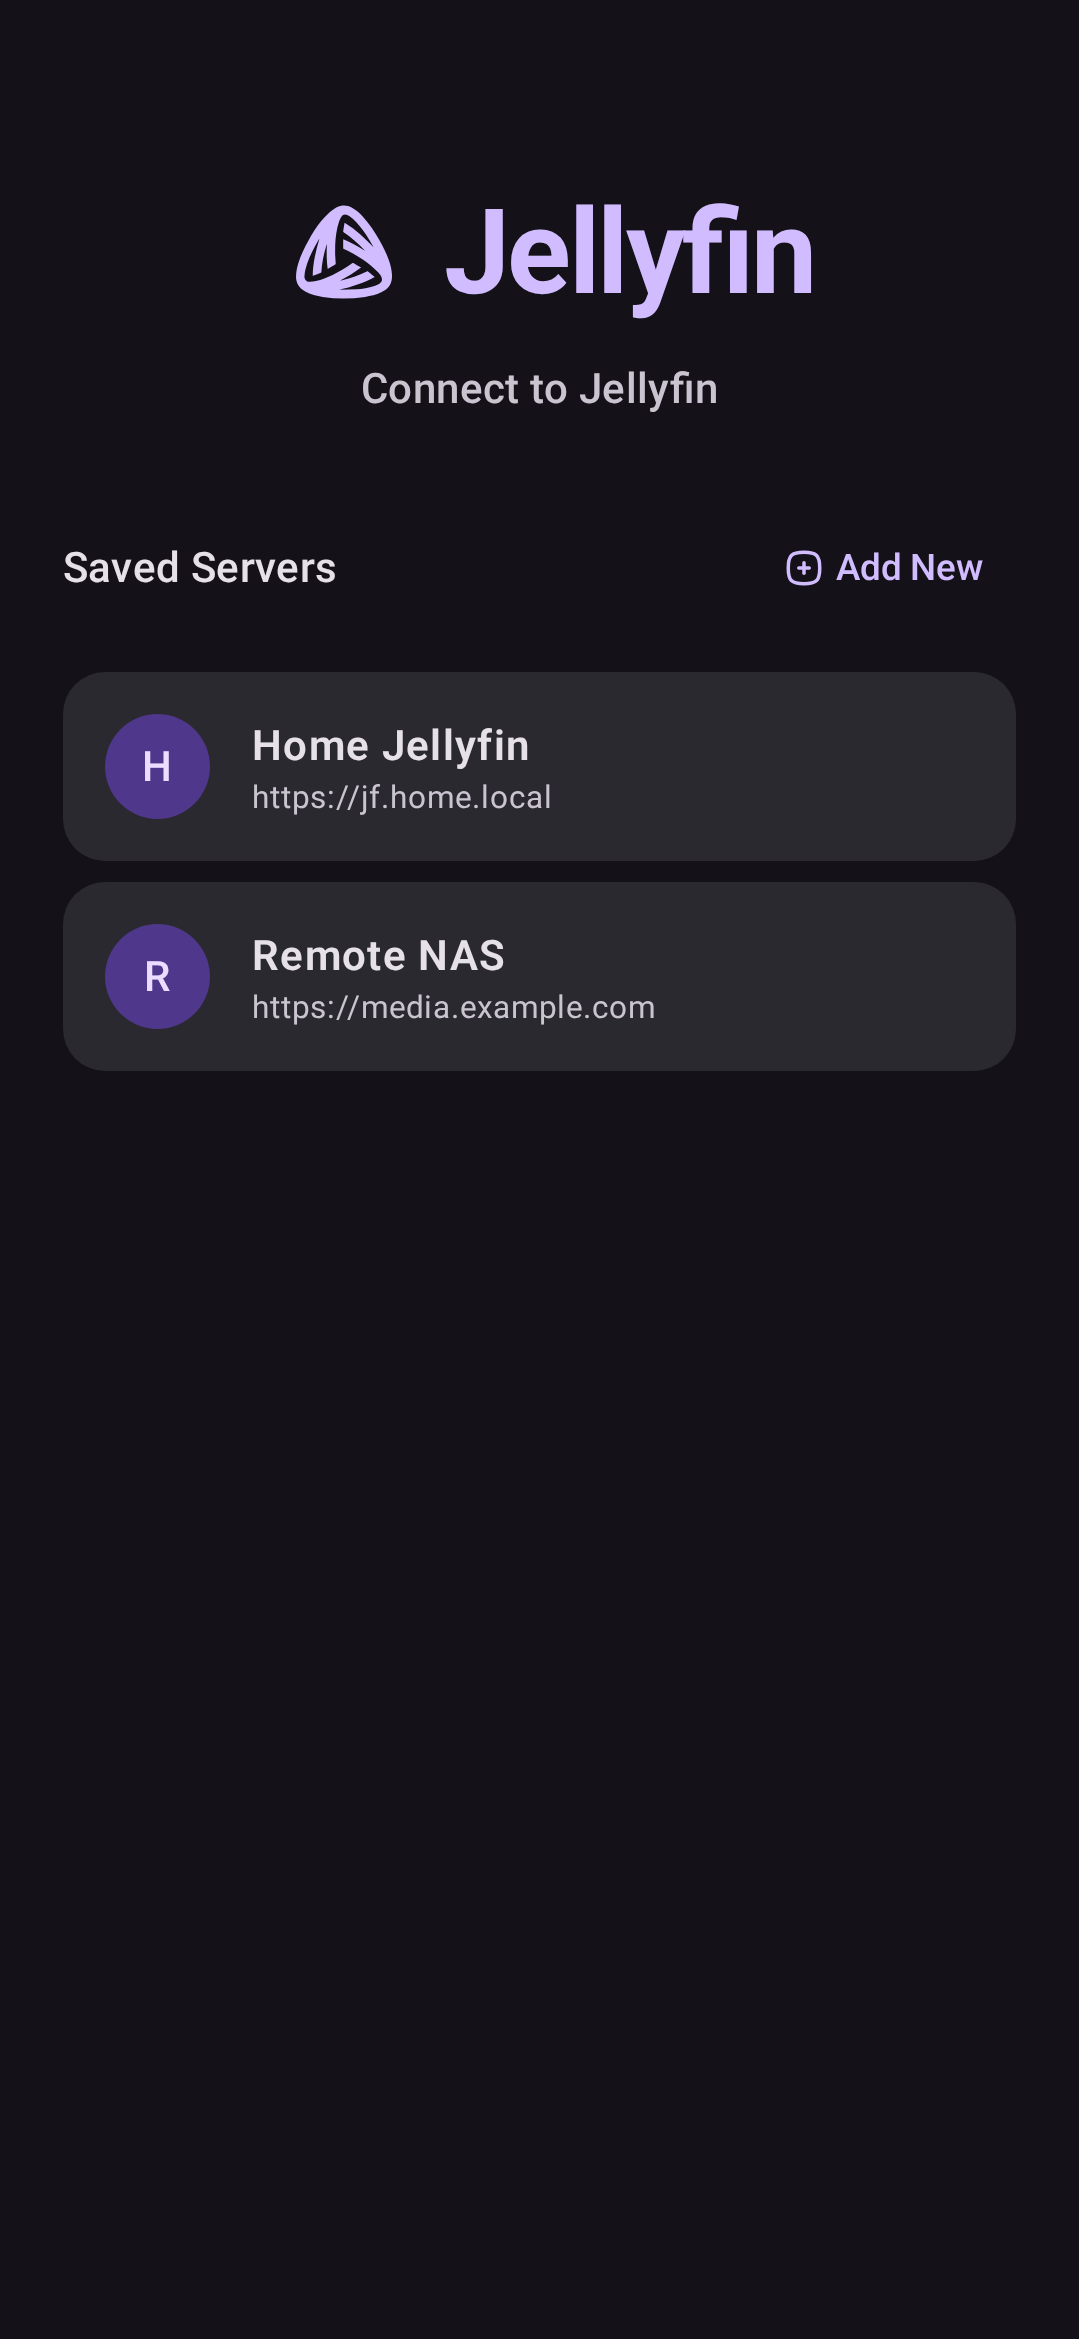 Jellyfin
Connect to Jellyfin
Saved Servers
Add New
H
Home Jellyfin
https://jf.home.local
R
Remote NAS
https://media.example.com